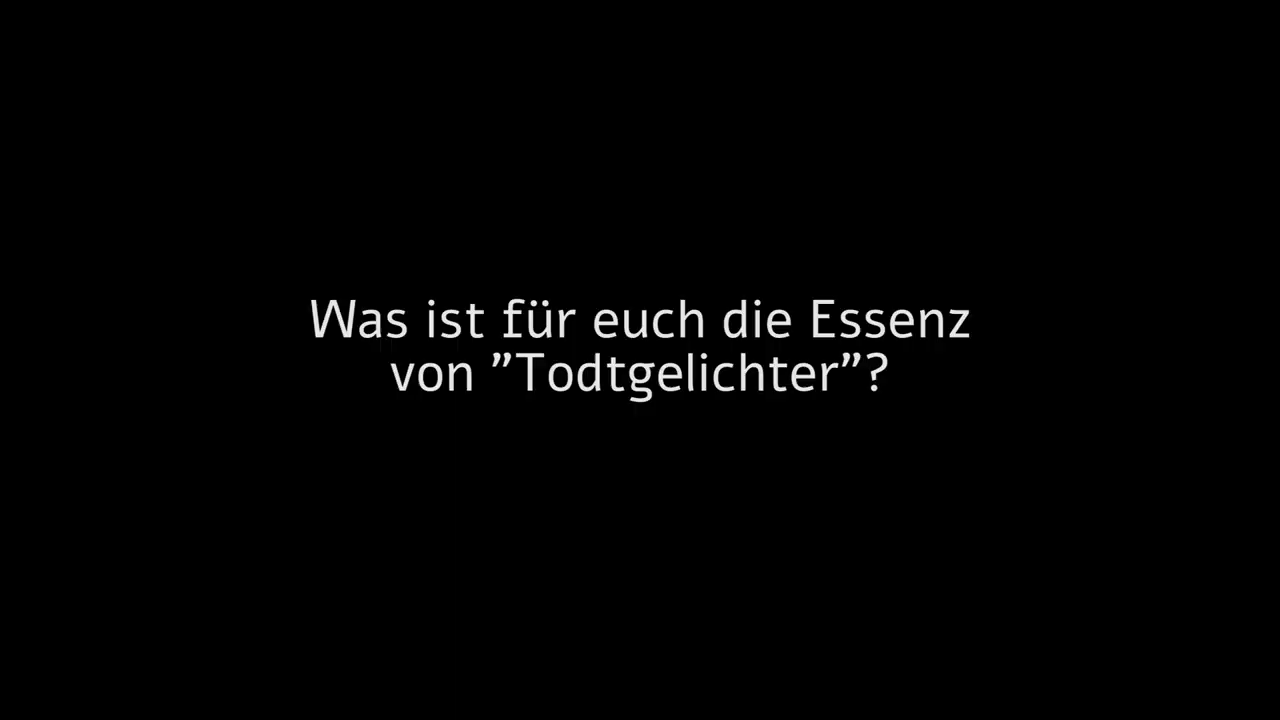 Was ist für euch die Essenz
von ”Todtgelichter”?